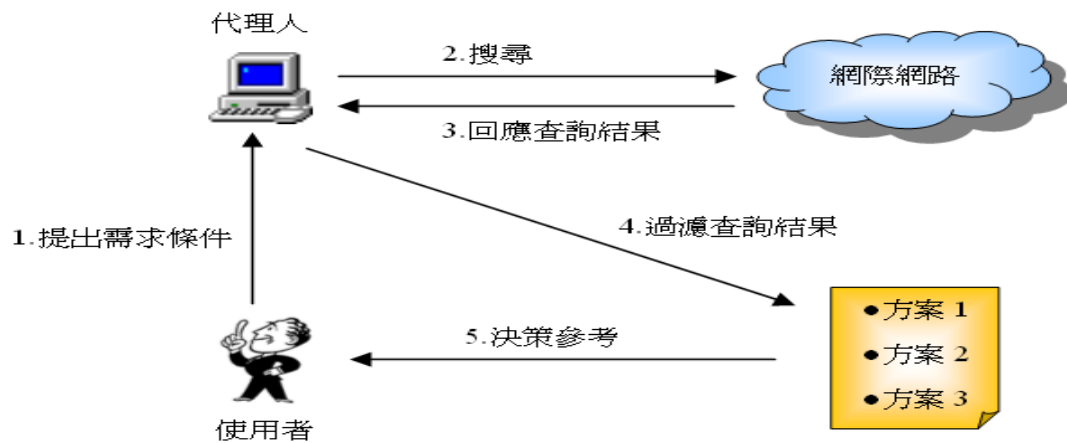 代理人
2.搜尋
網際網路
3.回應查詢結果
1.提出需求條件
4.過濾查詢結果
●方案 1
5.決策參考
●方案 2
●方案 3
使用者